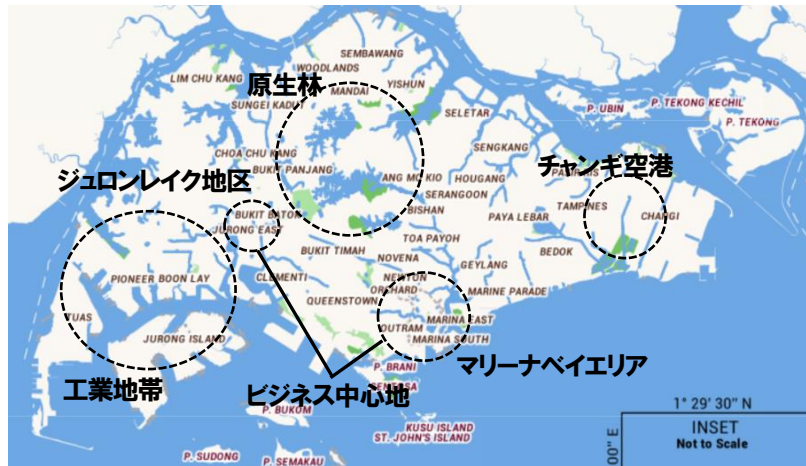 SEMBAWANG
WOODLANDS
LIM CHU KANG
原生林
MANDAI
YISHUN
SUNGEI KADUT
SELETAR
P. UBIN
P. TEKONG KECHIL
P. TEKONG
SENGKANG
CHOA CHU KANG
チャンギ空港
ジュロンレイク地区
BUKIT PANJANG
ANG MO KIO
HOUGANG
SERANGOON
BISHAN
TAMPINES
CHANGI
BUKIT BATOK
PAYA LEBAR
JURONG EAST
TOA PAYOH
BUKIT TIMAH
NOVENA
BEDOK
GEYLANG
PIONEER BOON LAY
CLEMENTI
NEWTON
ORCHARD
MARINE PARADE
QUEENSTOWN
TUAS
MARINA EAST
OUTRAM
MARINA SOUTH
JURONG ISLAND
マリーナベイエリア
P. BRANI
工業地帯
ビジネス中心地
SENTOSA
P. BUKOM
KUSU ISLAND
ST. JOHN'S ISLAND
P. SUDONG
P. SEMAKAU
1° 29' 30'' N
INSET
Not to Scale
00'' E